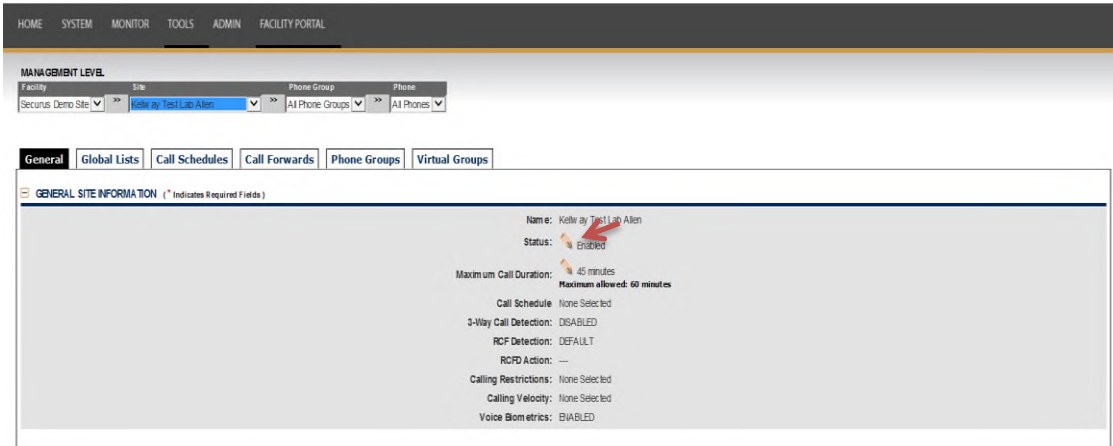 HOME SYSTEM MONITOR TOOLS ADMIN FACILITY PORTAL
MANAGEMENT LEVEL
Facility Site Phone Group Phone
Securus Demo Site >> Kellway Test Lab Allen >> All Phone Groups >> All Phones
General Global Lists Call Schedules Call Forwards Phone Groups Virtual Groups
GENERAL SITE INFORMATION ( * Indicates Required Fields )
Name: Kellway Test Lab Allen
Status: Enabled
Maximum Call Duration: 45 minutes
Maximum allowed: 60 minutes
Call Schedule None Selected
3-Way Call Detection: DISABLED
RCF Detection: DEFAULT
RCFD Action: ---
Calling Restrictions: None Selected
Calling Velocity: None Selected
Voice Biometrics: ENABLED